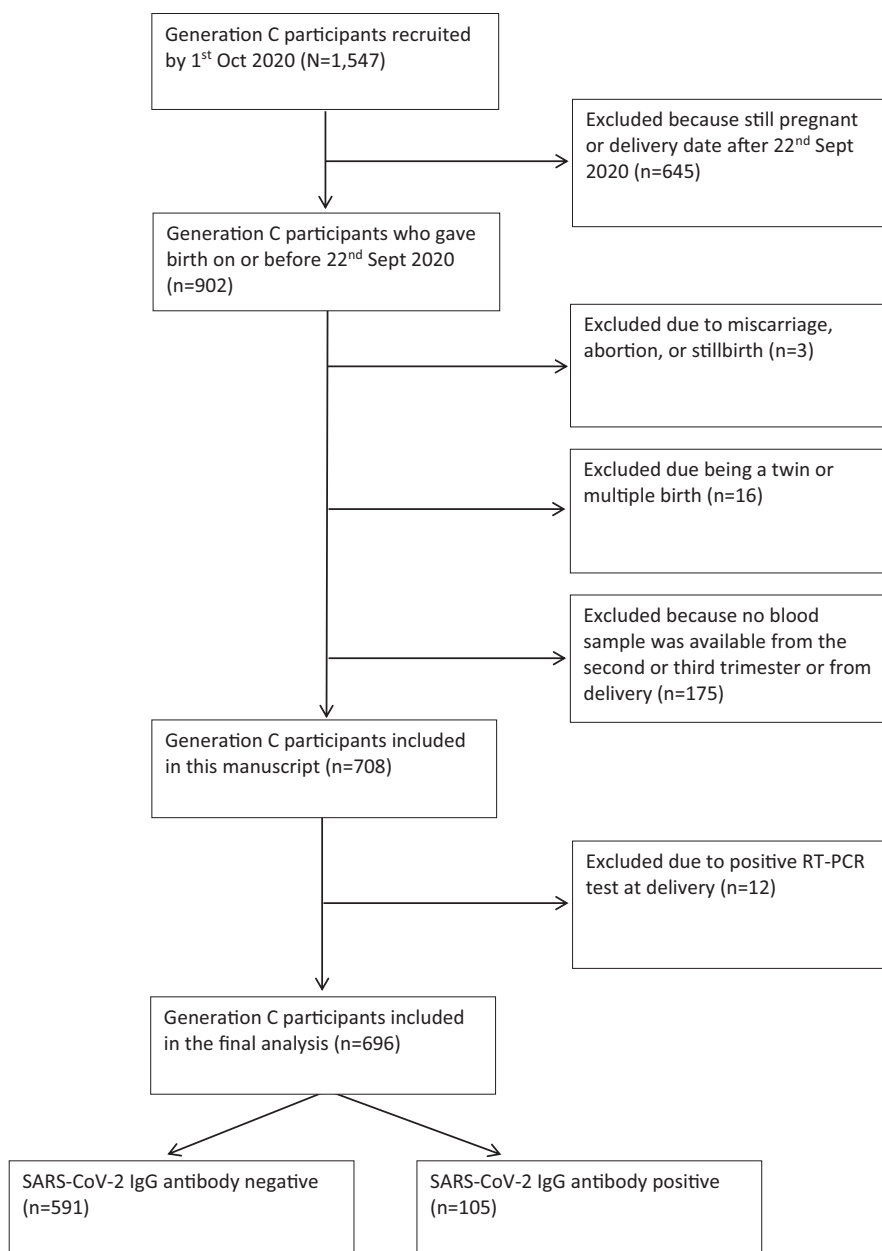 Generation C participants recruited
by 1st Oct 2020 (N=1,547)
Excluded because still pregnant
or delivery date after 22nd Sept
2020 (n=645)
Generation C participants who gave
birth on or before 22nd Sept 2020
(n=902)
Excluded due to miscarriage,
abortion, or stillbirth (n=3)
Excluded due being a twin or
multiple birth (n=16)
Excluded because no blood
sample was available from the
second or third trimester or from
delivery (n=175)
Generation C participants included
in this manuscript (n=708)
Excluded due to positive RT-PCR
test at delivery (n=12)
Generation C participants included
in the final analysis (n=696)
SARS-CoV-2 IgG antibody negative
(n=591)
SARS-CoV-2 IgG antibody positive
(n=105)